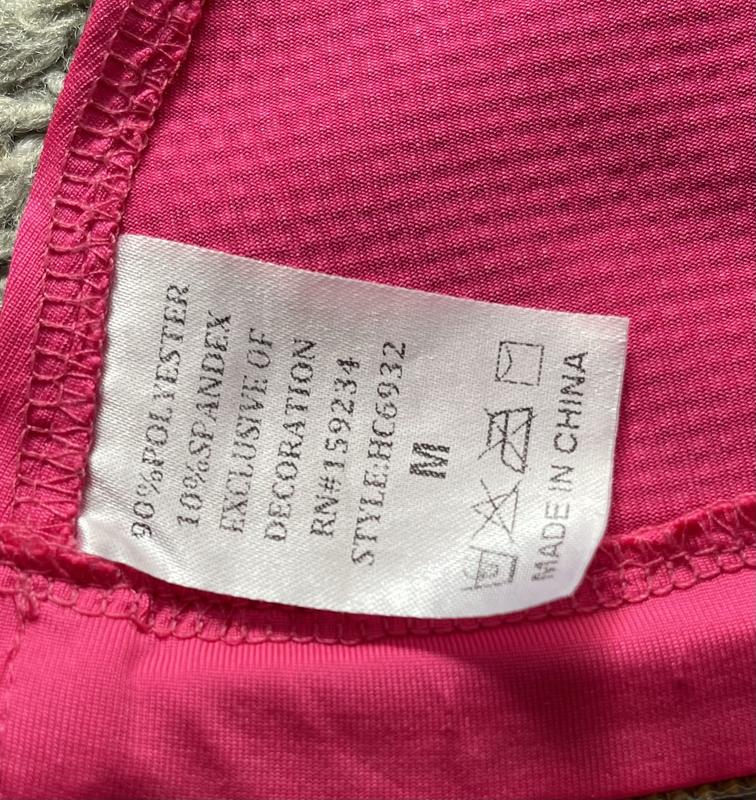 90%POLYESTER
10%SPANDEX
EXCLUSIVE OF
DECORATION
RN#159234
STYLE:HC6932
M
MADE IN CHINA